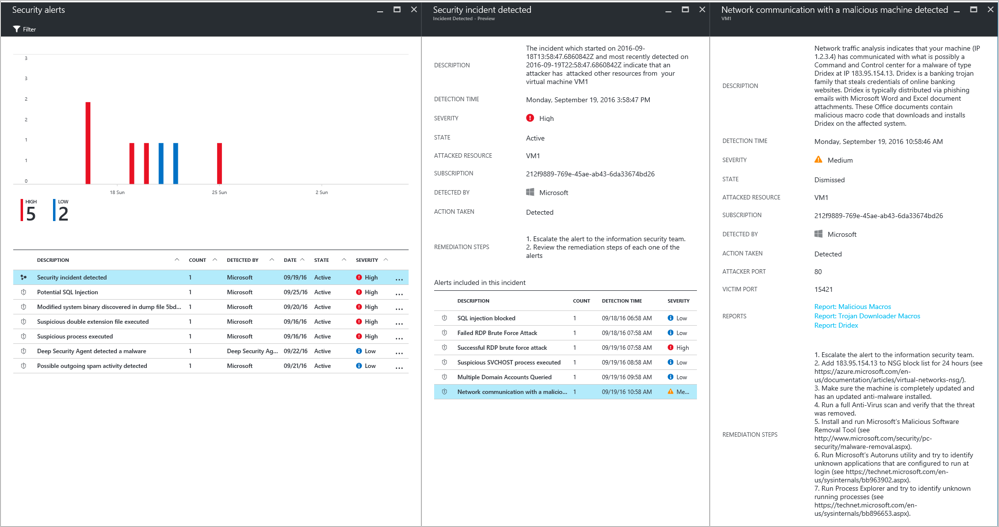 Security alerts
Filter
3
3
2
2
1
1
0
18 Sun
25 Sun
2 Sun
HIGH
5
LOW
2
DESCRIPTION COUNT DETECTED BY DATE STATE SEVERITY
Security incident detected 1 Microsoft 09/19/16 Active High ...
Potential SQL Injection 1 Microsoft 09/25/16 Active High ...
Modified system binary discovered in dump file 5bd... 1 Microsoft 09/20/16 Active High ...
Suspicious double extension file executed 1 Microsoft 09/16/16 Active High ...
Suspicious process executed 1 Microsoft 09/16/16 Active High ...
Deep Security Agent detected a malware 1 Deep Security Ag... 09/22/16 Active Low ...
Possible outgoing spam activity detected 1 Microsoft 09/21/16 Active Low ...
Security incident detected
Incident Detected - Preview
DESCRIPTION
The incident which started on 2016-09-
18T13:58:47.6860842Z and most recently detected on
2016-09-19T22:58:47.6860842Z indicate that an
attacker has attacked other resources from your
virtual machine VM1
DETECTION TIME Monday, September 19, 2016 3:58:47 PM
SEVERITY High
STATE Active
ATTACKED RESOURCE VM1
SUBSCRIPTION 212f9889-769e-45ae-ab43-6da33674bd26
DETECTED BY Microsoft
ACTION TAKEN Detected
REMEDIATION STEPS
1. Escalate the alert to the information security team.
2. Review the remediation steps of each one of the
alerts
Alerts included in this incident
DESCRIPTION COUNT DETECTION TIME SEVERITY
SQL injection blocked 1 09/18/16 06:58 AM Low
Failed RDP Brute Force Attack 1 09/19/16 06:58 AM Low
Successful RDP brute force attack 1 09/19/16 07:58 AM High
Suspicious SVCHOST process executed 1 09/19/16 08:58 AM Low
Multiple Domain Accounts Queried 1 09/19/16 09:58 AM Low
Network communication with a malicio... 1 09/19/16 10:58 AM Me...
Network communication with a malicious machine detected
VM1
DESCRIPTION
Network traffic analysis indicates that your machine (IP
1.2.3.4) has communicated with what is possibly a
Command and Control center for a malware of type
Dridex at IP 183.95.154.13. Dridex is a banking trojan
family that steals credentials of online banking
websites. Dridex is typically distributed via phishing
emails with Microsoft Word and Excel document
attachments. These Office documents contain
malicious macro code that downloads and installs
Dridex on the affected system.
DETECTION TIME Monday, September 19, 2016 10:58:46 AM
SEVERITY Medium
STATE Dismissed
ATTACKED RESOURCE VM1
SUBSCRIPTION 212f9889-769e-45ae-ab43-6da33674bd26
DETECTED BY Microsoft
ACTION TAKEN Detected
ATTACKER PORT 80
VICTIM PORT 15421
REPORTS
Report: Malicious Macros
Report: Trojan Downloader Macros
Report: Dridex
REMEDIATION STEPS
1. Escalate the alert to the information security team.
2. Add 183.95.154.13 to NSG block list for 24 hours (see
https://azure.microsoft.com/en-
us/documentation/articles/virtual-networks-nsg/).
3. Make sure the machine is completely updated and
has an updated anti-malware installed.
4. Run a full Anti-Virus scan and verify that the threat
was removed.
5. Install and run Microsoft's Malicious Software
Removal Tool (see
http://www.microsoft.com/security/pc-
security/malware-removal.aspx).
6. Run Microsoft's Autoruns utility and try to identify
unknown applications that are configured to run at
login (see https://technet.microsoft.com/en-
us/sysinternals/bb963902.aspx).
7. Run Process Explorer and try to identify unknown
running processes (see
https://technet.microsoft.com/en-
us/sysinternals/bb896653.aspx).